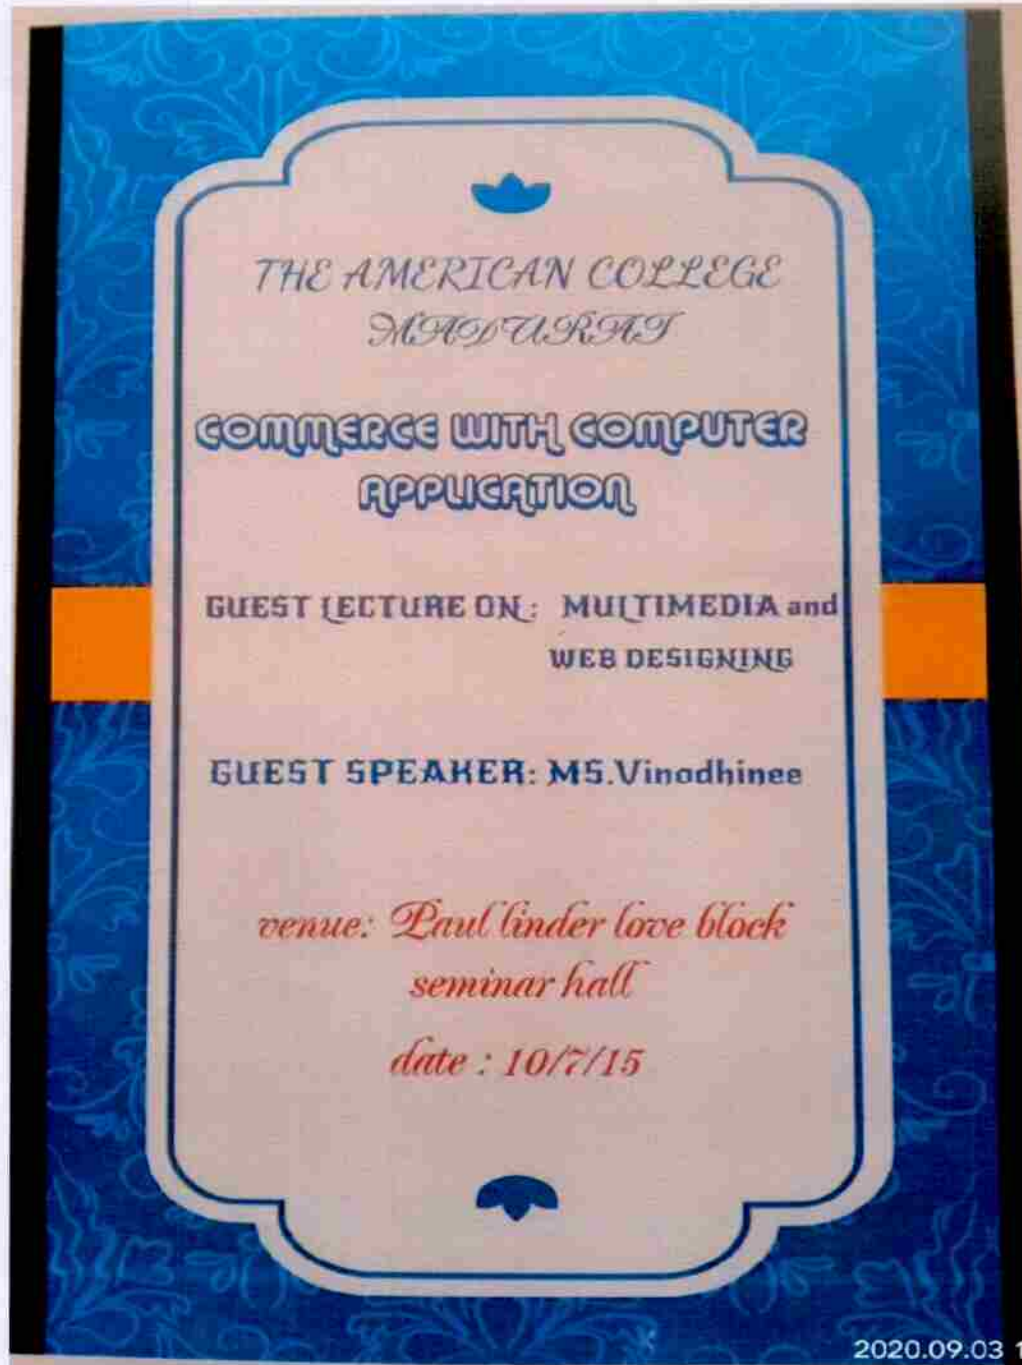 THE AMERICAN COLLEGE
MADURAI
COMMERCE WITH COMPUTER
APPLICATION
GUEST LECTURE ON : MULTIMEDIA and
WEB DESIGNING
GUEST SPEAKER: MS.Vinodhinee
venue: Paul linder love block
seminar hall
date : 10/7/15
2020.09.03 1